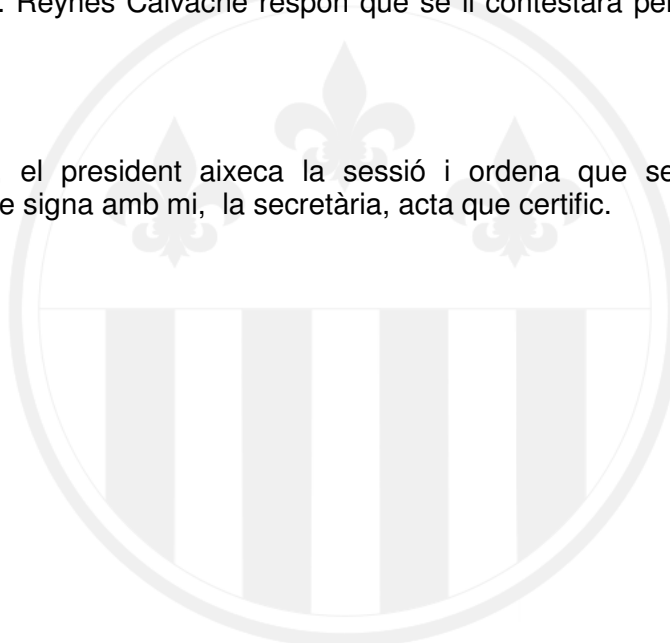 . Reynés Calvache respon que se li contestarà per
el president aixeca la sessió i ordena que se
e signa amb mi, la secretària, acta que certific.